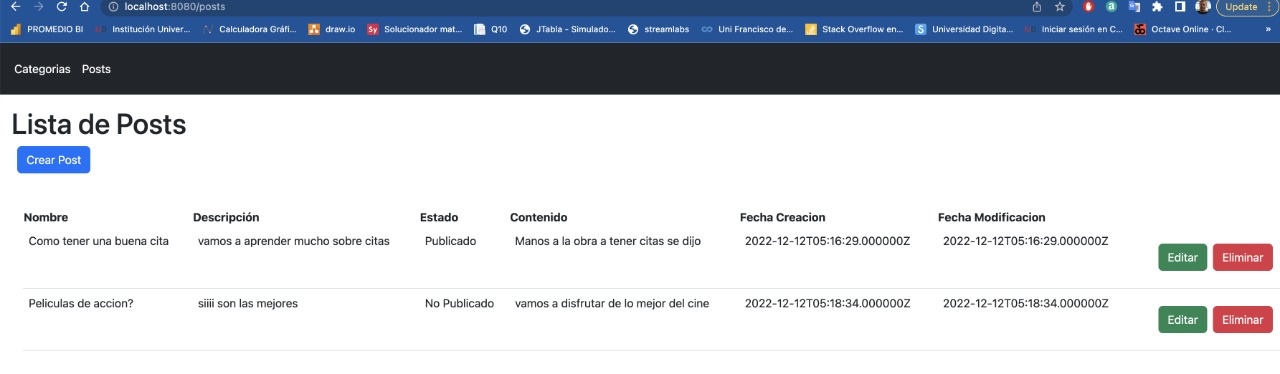 localhost:8080/posts
Update
PROMEDIO BI Institución Univer... Calculadora Gráfi... draw.io Sy Solucionador mat... Q10 JTabla - Simulado... streamlabs Uni Francisco de... Stack Overflow en... S Universidad Digita... Iniciar sesión en C... Octave Online · Cl... »
Categorias Posts
Lista de Posts
Crear Post
Nombre Descripción Estado Contenido Fecha Creacion Fecha Modificacion
Como tener una buena cita vamos a aprender mucho sobre citas Publicado Manos a la obra a tener citas se dijo 2022-12-12T05:16:29.000000Z 2022-12-12T05:16:29.000000Z
Editar Eliminar
Peliculas de accion? siiii son las mejores No Publicado vamos a disfrutar de lo mejor del cine 2022-12-12T05:18:34.000000Z 2022-12-12T05:18:34.000000Z
Editar Eliminar